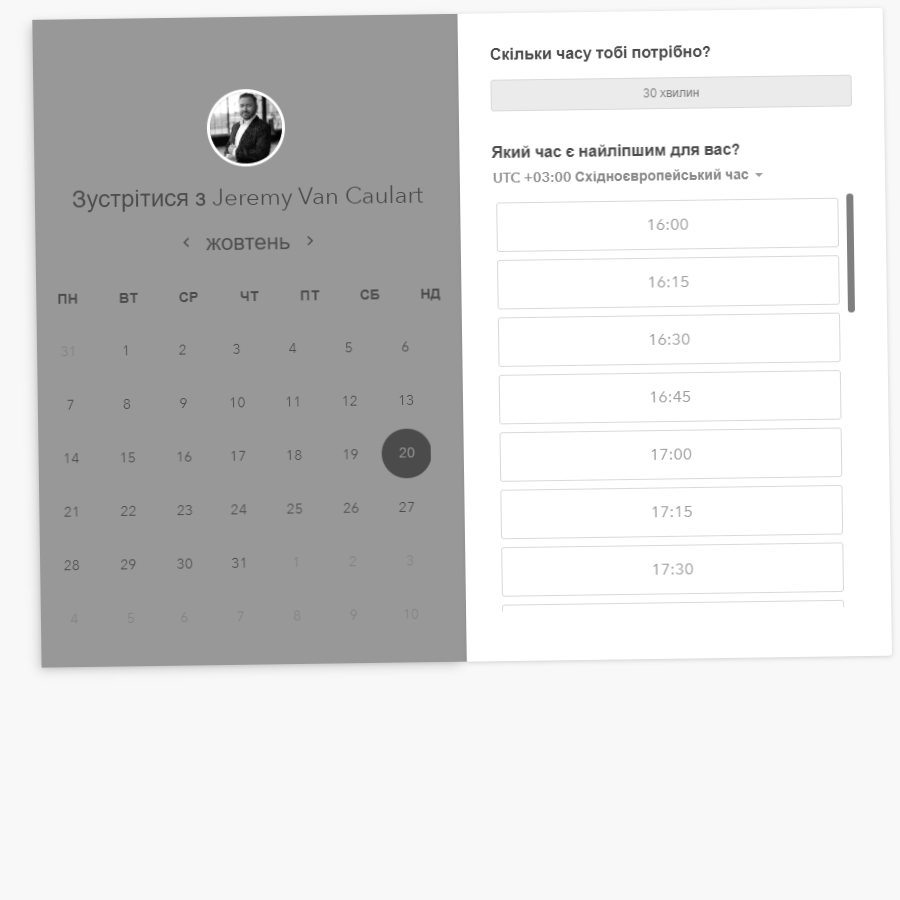 Зустрітися з Jeremy Van Caulart
жовтень
ПН ВТ СР ЧТ ПТ СБ НД
31 1 2 3 4 5 6
7 8 9 10 11 12 13
14 15 16 17 18 19 20
21 22 23 24 25 26 27
28 29 30 31 1 2 3
4 5 6 7 8 9 10
Скільки часу тобі потрібно?
30 хвилин
Який час є найліпшим для вас?
UTC +03:00 Східноєвропейський час
16:00
16:15
16:30
16:45
17:00
17:15
17:30